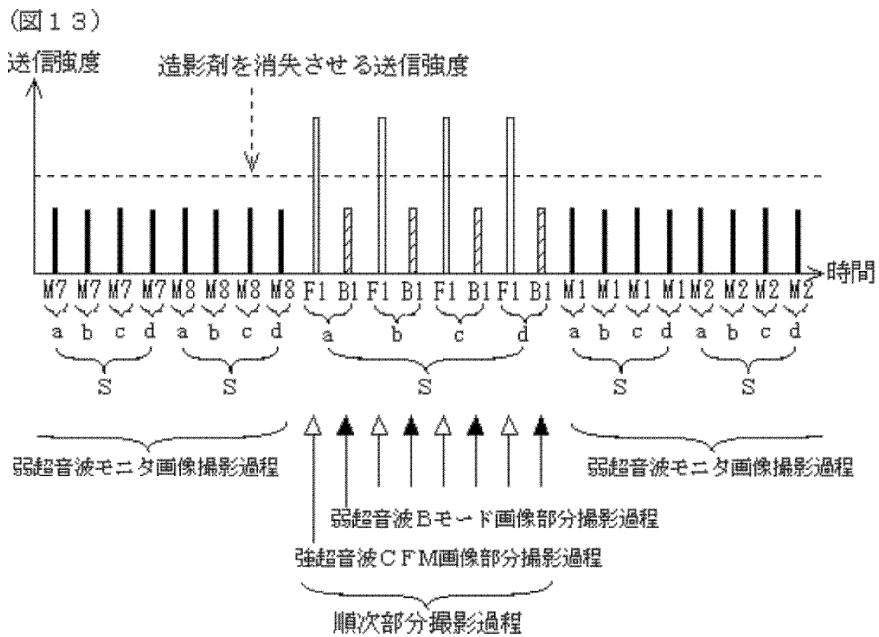 (図13)
送信強度
造影剤を消失させる送信強度
時間
M7 M7 M7 M7 M8 M8 M8 M8 F1 B1 F1 B1 F1 B1 F1 B1 M1 M1 M1 M1 M2 M2 M2 M2
a b c d a b c d a b c d a b c d a b c d
S S S S S
弱超音波モニタ画像撮影過程 弱超音波モニタ画像撮影過程
弱超音波Bモード画像部分撮影過程
強超音波CFM画像部分撮影過程
順次部分撮影過程